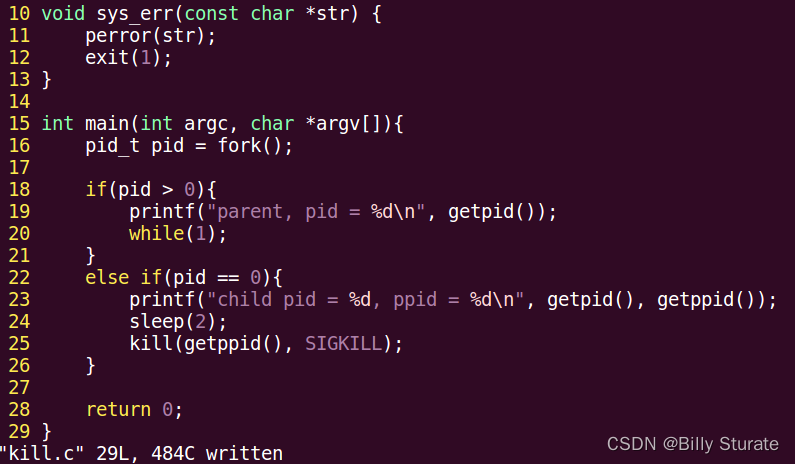 10 void sys_err(const char *str) {
11     perror(str);
12     exit(1);
13 }
14
15 int main(int argc, char *argv[]){
16     pid_t pid = fork();
17
18     if(pid > 0){
19         printf("parent, pid = %d\n", getpid());
20         while(1);
21     }
22     else if(pid == 0){
23         printf("child pid = %d, ppid = %d\n", getpid(), getppid());
24         sleep(2);
25         kill(getppid(), SIGKILL);
26     }
27
28     return 0;
29 }
"kill.c" 29L, 484C written
CSDN @Billy Sturate